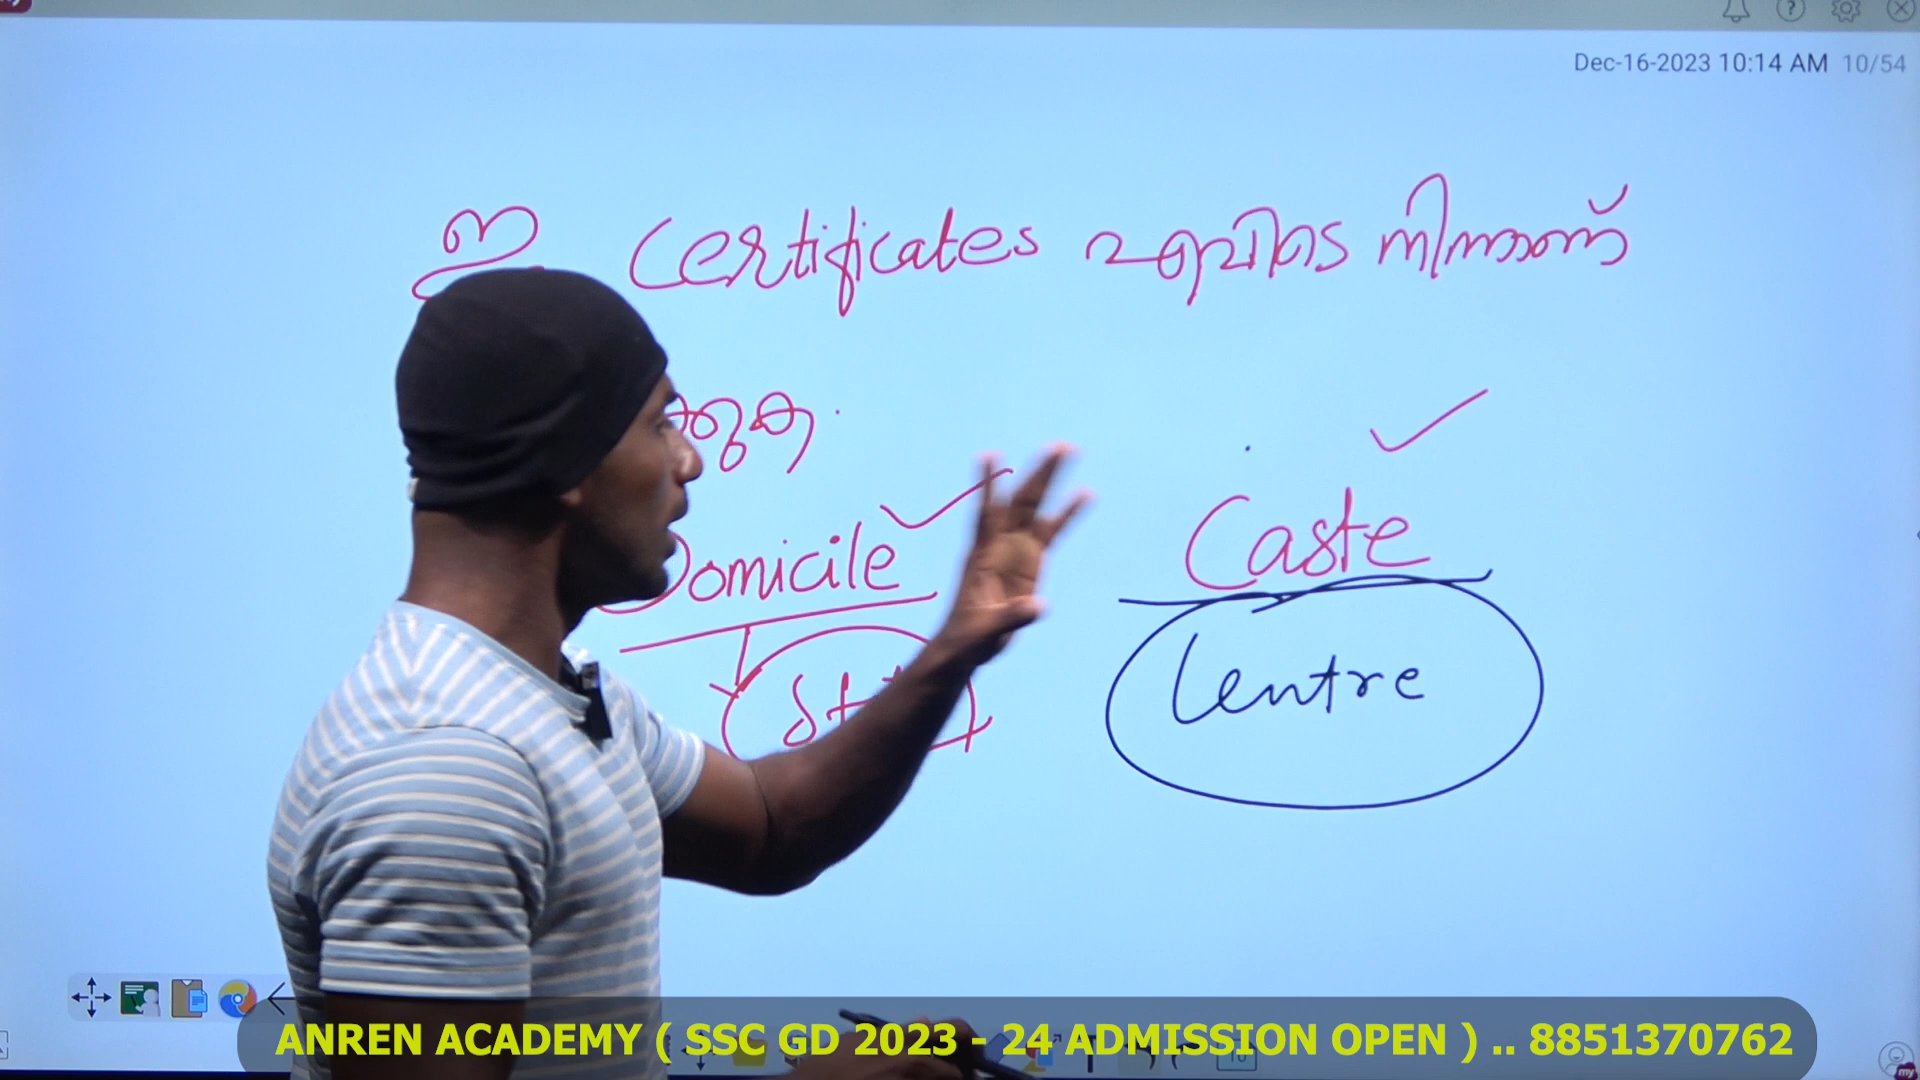 Dec-16-2023 10:14 AM 10/54
ഈ Certificates എവിടെ നിന്നാണ്
Domicile Caste
Centre
ANREN ACADEMY ( SSC GD 2023 - 24 ADMISSION OPEN ) .. 8851370762